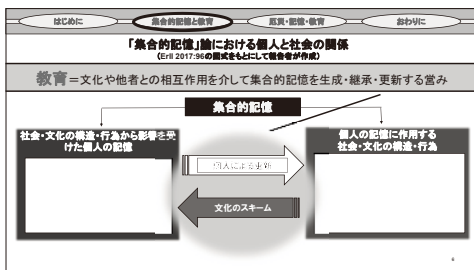 はじめに
集合的記憶と教育
厄災・記憶・教育
おわりに
「集合的記憶」論における個人と社会の関係
(Erll 2017:96の図式をもとにして報告者が作成)
教育＝文化や他者との相互作用を介して集合的記憶を生成・継承・更新する営み
集合的記憶
社会・文化の構造・行為から影響を受
けた個人の記憶
個人の記憶に作用する
社会・文化の構造・行為
個人による更新
文化のスキーム
6